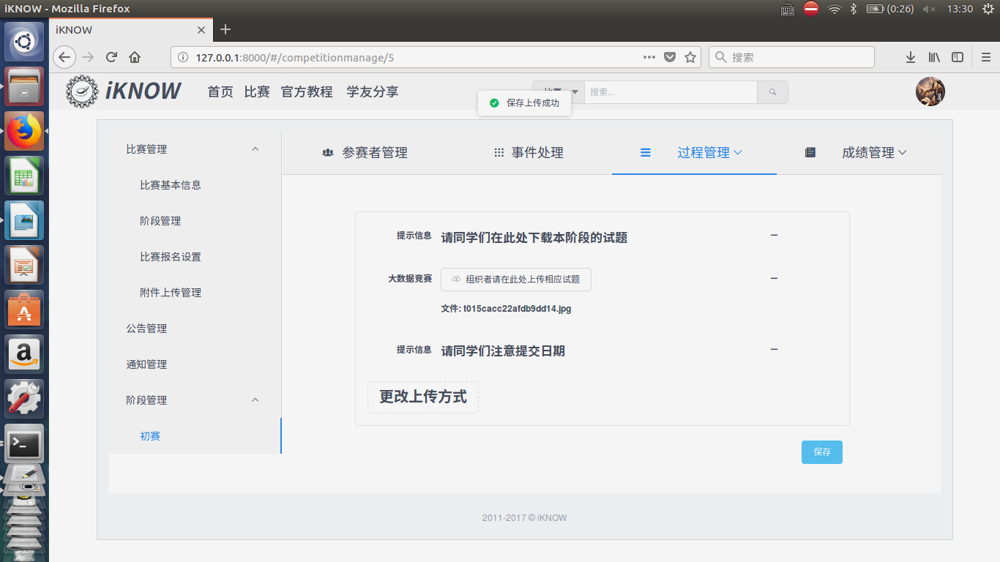 iKNOW - Mozilla Firefox
(0:26)
13:30
iKNOW
127.0.0.1:8000/#/competitionmanage/5
搜索
iKNOW
首页 比赛 官方教程 学友分享
搜索...
保存上传成功
比赛管理
比赛基本信息
阶段管理
比赛报名设置
附件上传管理
公告管理
通知管理
阶段管理
初赛
参赛者管理
事件处理
过程管理
成绩管理
提示信息 请同学们在此处下载本阶段的试题
大数据竞赛 组织者请在此处上传相应试题
文件: t015cacc22afdb9dd14.jpg
提示信息 请同学们注意提交日期
更改上传方式
保存
2011-2017 © iKNOW